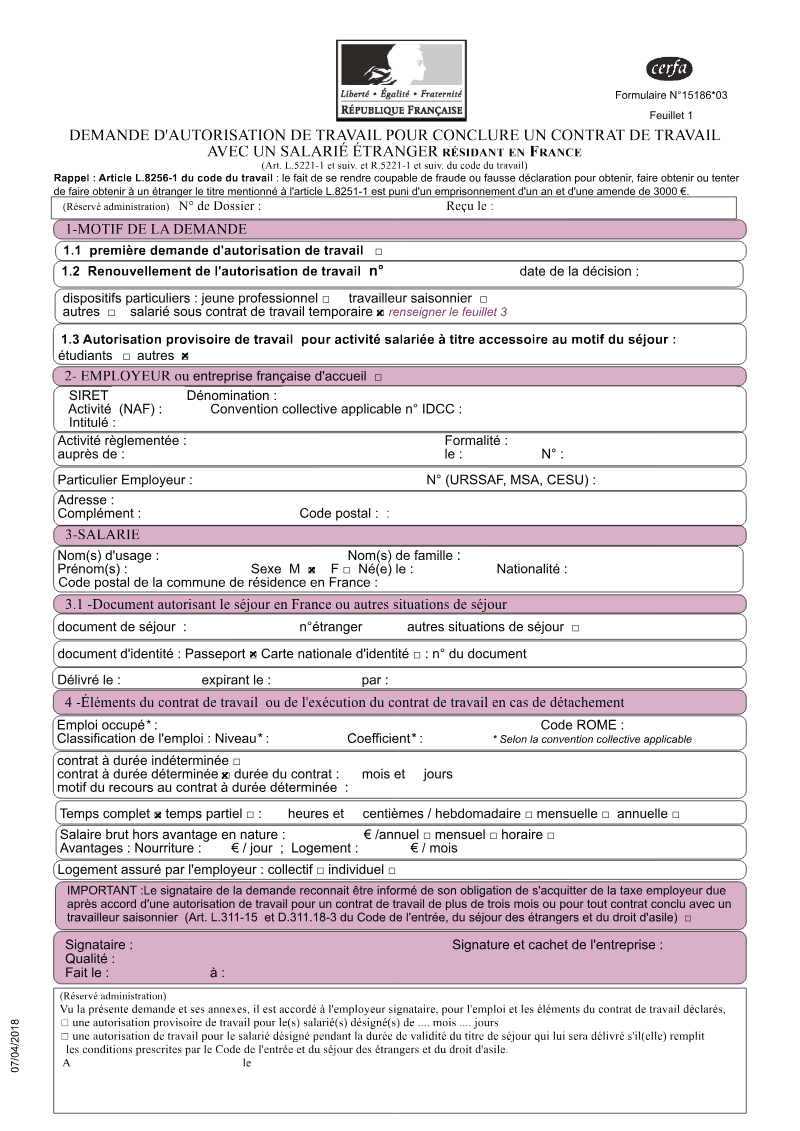 Liberté • Égalité • Fraternité
RÉPUBLIQUE FRANÇAISE
cerfa
Formulaire N°15186*03
Feuillet 1
DEMANDE D'AUTORISATION DE TRAVAIL POUR CONCLURE UN CONTRAT DE TRAVAIL
AVEC UN SALARIÉ ÉTRANGER RÉSIDANT EN FRANCE
(Art. L.5221-1 et suiv. et R.5221-1 et suiv. du code du travail)
Rappel : Article L.8256-1 du code du travail : le fait de se rendre coupable de fraude ou fausse déclaration pour obtenir, faire obtenir ou tenter
de faire obtenir à un étranger le titre mentionné à l'article L.8251-1 est puni d'un emprisonnement d'un an et d'une amende de 3000 €.
(Réservé administration) N° de Dossier : Reçu le :
1-MOTIF DE LA DEMANDE
1.1 première demande d'autorisation de travail □
1.2 Renouvellement de l'autorisation de travail n° date de la décision :
dispositifs particuliers : jeune professionnel □ travailleur saisonnier □
autres □ salarié sous contrat de travail temporaire ☒ renseigner le feuillet 3
1.3 Autorisation provisoire de travail pour activité salariée à titre accessoire au motif du séjour :
étudiants □ autres ☒
2- EMPLOYEUR ou entreprise française d'accueil □
SIRET Dénomination :
Activité (NAF) : Convention collective applicable n° IDCC :
Intitulé :
Activité règlementée : Formalité :
auprès de : le : N° :
Particulier Employeur : N° (URSSAF, MSA, CESU) :
Adresse :
Complément : Code postal : :
3-SALARIE
Nom(s) d'usage : Nom(s) de famille :
Prénom(s) : Sexe M ☒ F □ Né(e) le : Nationalité :
Code postal de la commune de résidence en France :
3.1 -Document autorisant le séjour en France ou autres situations de séjour
document de séjour : n°étranger autres situations de séjour □
document d'identité : Passeport ☒ Carte nationale d'identité □ : n° du document
Délivré le : expirant le : par :
4 -Éléments du contrat de travail ou de l'exécution du contrat de travail en cas de détachement
Emploi occupé* : Code ROME :
Classification de l'emploi : Niveau* : Coefficient* : * Selon la convention collective applicable
contrat à durée indéterminée □
contrat à durée déterminée ☒ durée du contrat : mois et jours
motif du recours au contrat à durée déterminée :
Temps complet ☒ temps partiel □ : heures et centièmes / hebdomadaire □ mensuelle □ annuelle □
Salaire brut hors avantage en nature : € /annuel □ mensuel □ horaire □
Avantages : Nourriture : € / jour ; Logement : € / mois
Logement assuré par l'employeur : collectif □ individuel □
IMPORTANT :Le signataire de la demande reconnait être informé de son obligation de s'acquitter de la taxe employeur due
après accord d'une autorisation de travail pour un contrat de travail de plus de trois mois ou pour tout contrat conclu avec un
travailleur saisonnier (Art. L.311-15 et D.311.18-3 du Code de l'entrée, du séjour des étrangers et du droit d'asile) □
Signataire : Signature et cachet de l'entreprise :
Qualité :
Fait le : à :
(Réservé administration)
Vu la présente demande et ses annexes, il est accordé à l'employeur signataire, pour l'emploi et les éléments du contrat de travail déclarés,
□ une autorisation provisoire de travail pour le(s) salarié(s) désigné(s) de .... mois .... jours
□ une autorisation de travail pour le salarié désigné pendant la durée de validité du titre de séjour qui lui sera délivré s'il(elle) remplit
les conditions prescrites par le Code de l'entrée et du séjour des étrangers et du droit d'asile.
A le
07/04/2018